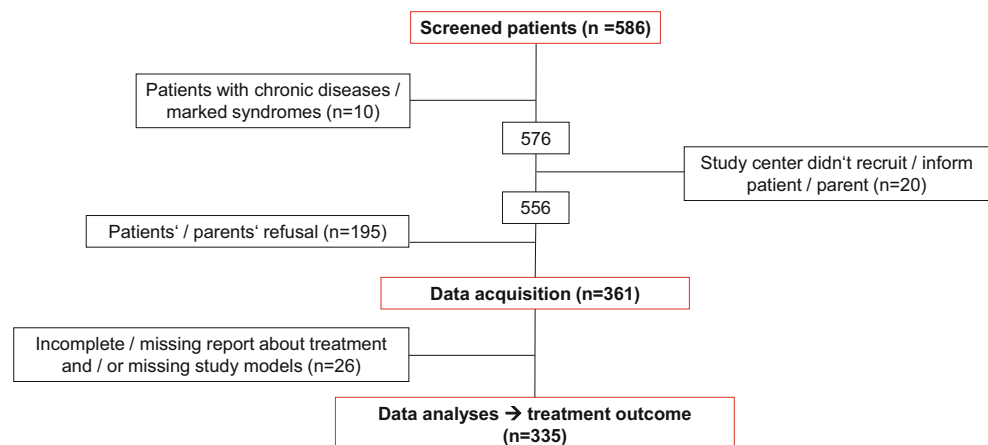 Screened patients (n =586)
Patients with chronic diseases /
marked syndromes (n=10)
576
Study center didn‘t recruit / inform
patient / parent (n=20)
556
Patients‘ / parents‘ refusal (n=195)
Data acquisition (n=361)
Incomplete / missing report about treatment
and / or missing study models (n=26)
Data analyses → treatment outcome
(n=335)